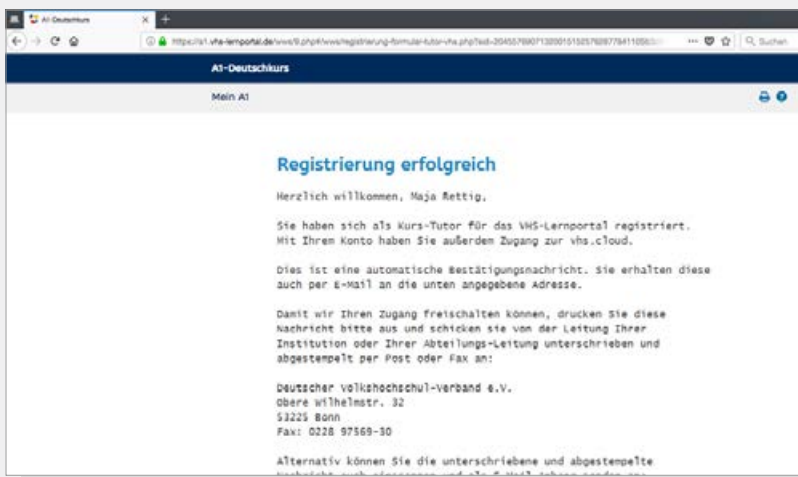 A1-Deutschkurs
Suchen
A1-Deutschkurs
Mein A1
Registrierung erfolgreich
Herzlich willkommen, Maja Rettig,
Sie haben sich als Kurs-Tutor für das VHS-Lernportal registriert.
Mit Ihrem Konto haben Sie außerdem Zugang zur vhs.cloud.
Dies ist eine automatische Bestätigungsnachricht. Sie erhalten diese
auch per E-Mail an die unten angegebene Adresse.
Damit wir Ihren Zugang freischalten können, drucken Sie diese
Nachricht bitte aus und schicken sie von der Leitung Ihrer
Institution oder Ihrer Abteilungs-Leitung unterschrieben und
abgestempelt per Post oder Fax an:
Deutscher Volkshochschul-Verband e.V.
Obere Wilhelmstr. 32
53225 Bonn
Fax: 0228 97569-30
Alternativ können Sie die unterschriebene und abgestempelte